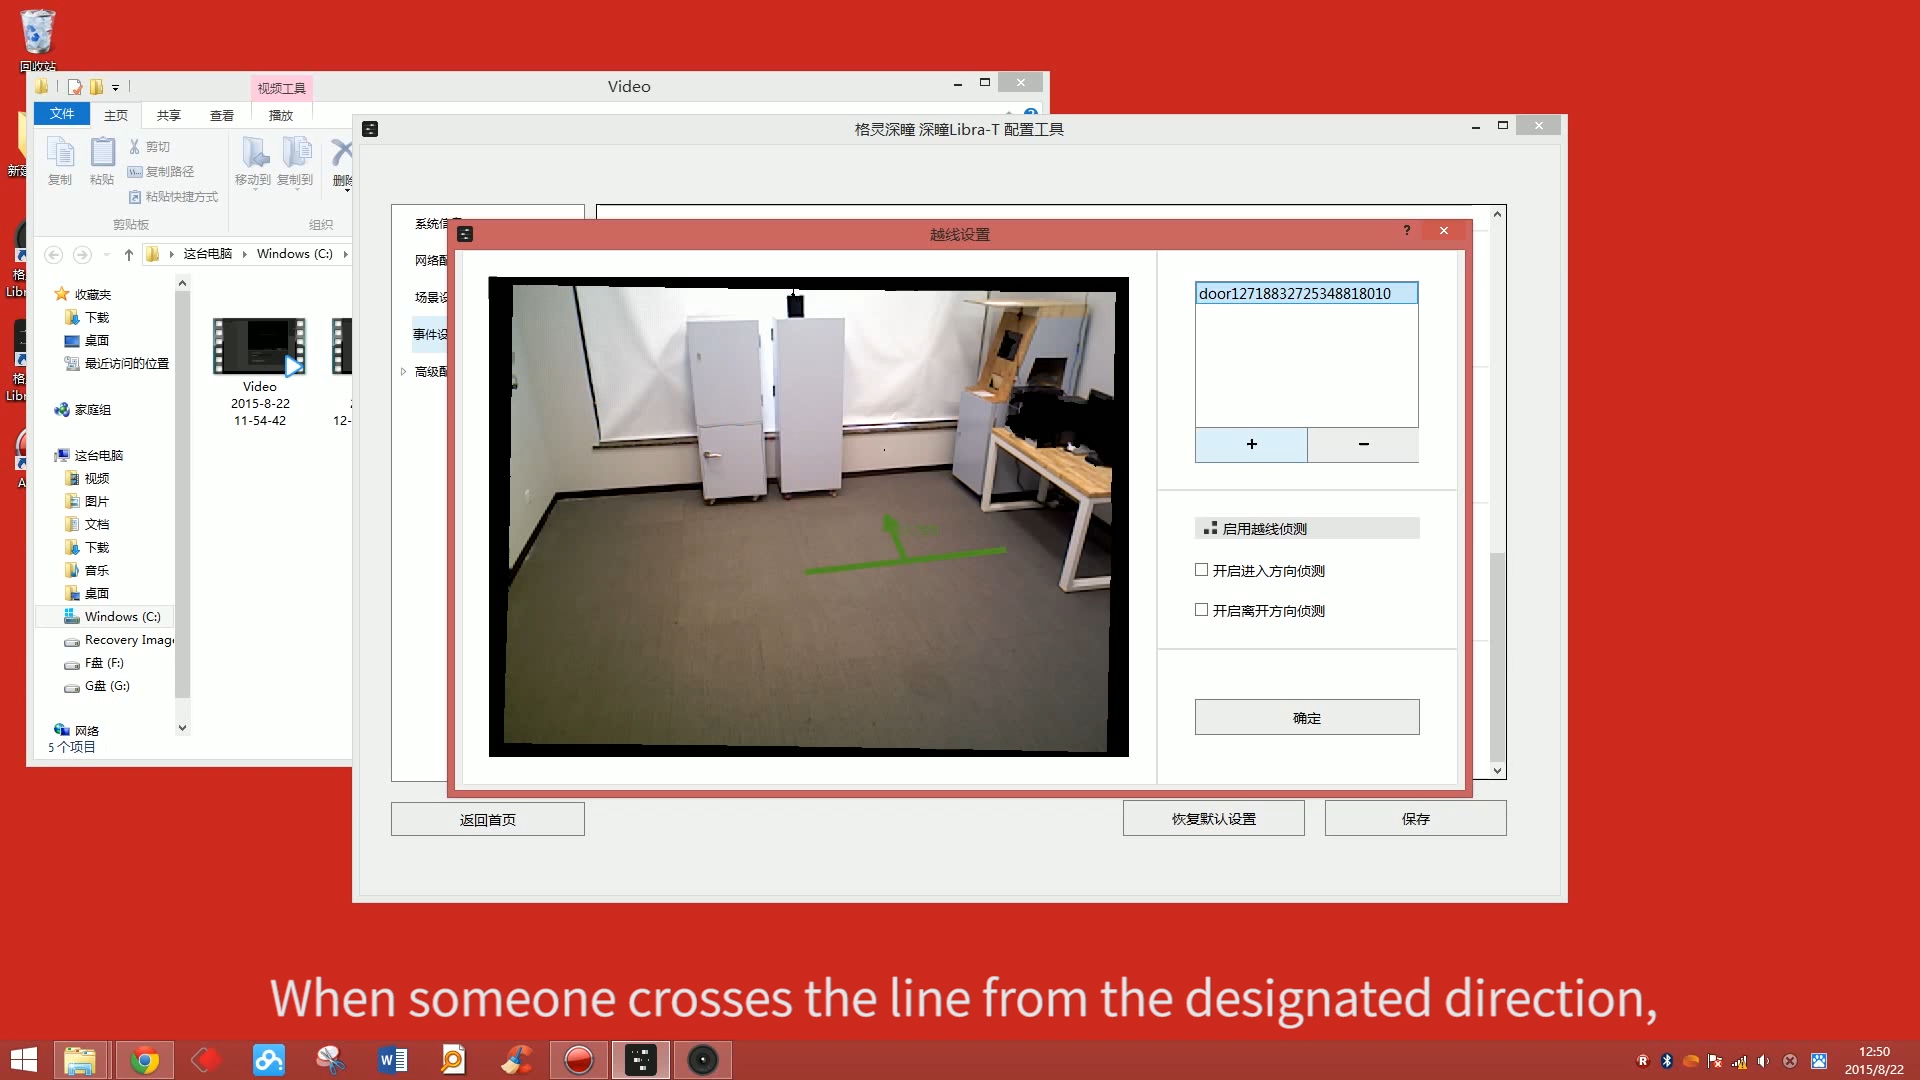 回收站
视频工具
Video
文件
主页
共享
查看
播放
复制
粘贴
剪切
复制路径
粘贴快捷方式
移动到
复制到
剪贴板
组织
这台电脑
Windows (C:)
收藏夹
下载
桌面
最近访问的位置
家庭组
这台电脑
视频
图片
文档
下载
音乐
桌面
Windows (C:)
F盘 (F:)
G盘 (G:)
网络
5 个项目
Video
2015-8-22
11-54-42
格灵深瞳 深瞳Libra-T 配置工具
越线设置
?
door12718832725348818010
+
−
启用越线侦测
开启进入方向侦测
开启离开方向侦测
确定
返回首页
恢复默认设置
保存
When someone crosses the line from the designated direction,
12:50
2015/8/22